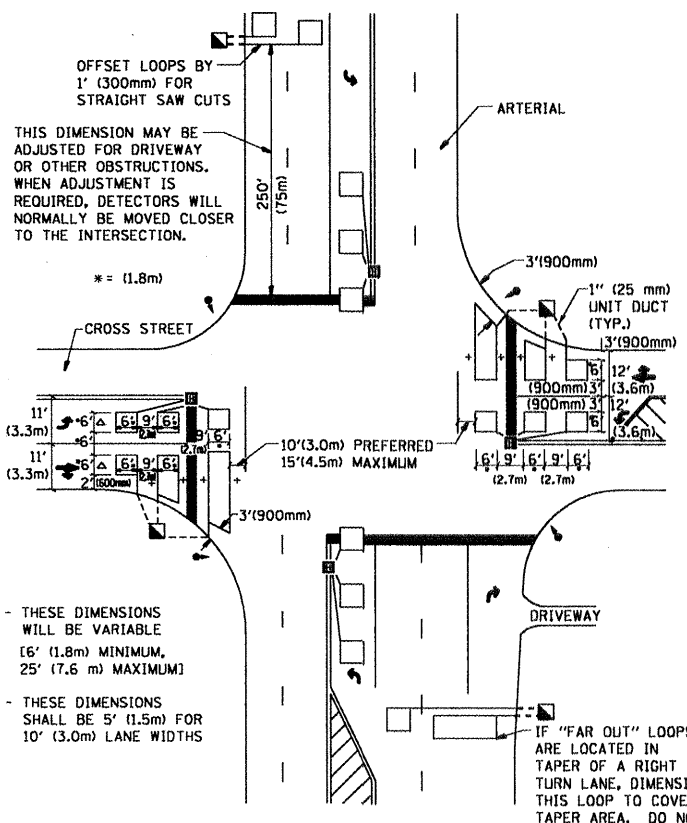 OFFSET LOOPS BY
1' (300mm) FOR
STRAIGHT SAW CUTS
ARTERIAL
THIS DIMENSION MAY BE
ADJUSTED FOR DRIVEWAY
OR OTHER OBSTRUCTIONS.
WHEN ADJUSTMENT IS
REQUIRED, DETECTORS WILL
NORMALLY BE MOVED CLOSER
TO THE INTERSECTION.
250'
(75m)
* = (1.8m)
3'(900mm)
1" (25 mm)
UNIT DUCT
(TYP.)
CROSS STREET
3'(900mm)
12'
(3.6m)
(900mm) 3'
(900mm) 3'
12'
(3.6m)
6' 9' 6' 9' 6'
(2.7m) (2.7m)
11'
(3.3m)
*6'
6' 9' 6'
*6'
9' 6'
(2.7m)
11'
(3.3m)
*6'
6' 9' 6'
2' (600mm)
10'(3.0m) PREFERRED
15'(4.5m) MAXIMUM
3'(900mm)
- THESE DIMENSIONS
WILL BE VARIABLE
[6' (1.8m) MINIMUM,
25' (7.6 m) MAXIMUM]
- THESE DIMENSIONS
SHALL BE 5' (1.5m) FOR
10' (3.0m) LANE WIDTHS
DRIVEWAY
IF "FAR OUT" LOOPS
ARE LOCATED IN
TAPER OF A RIGHT
TURN LANE, DIMENSI
THIS LOOP TO COVE
TAPER AREA. DO NO